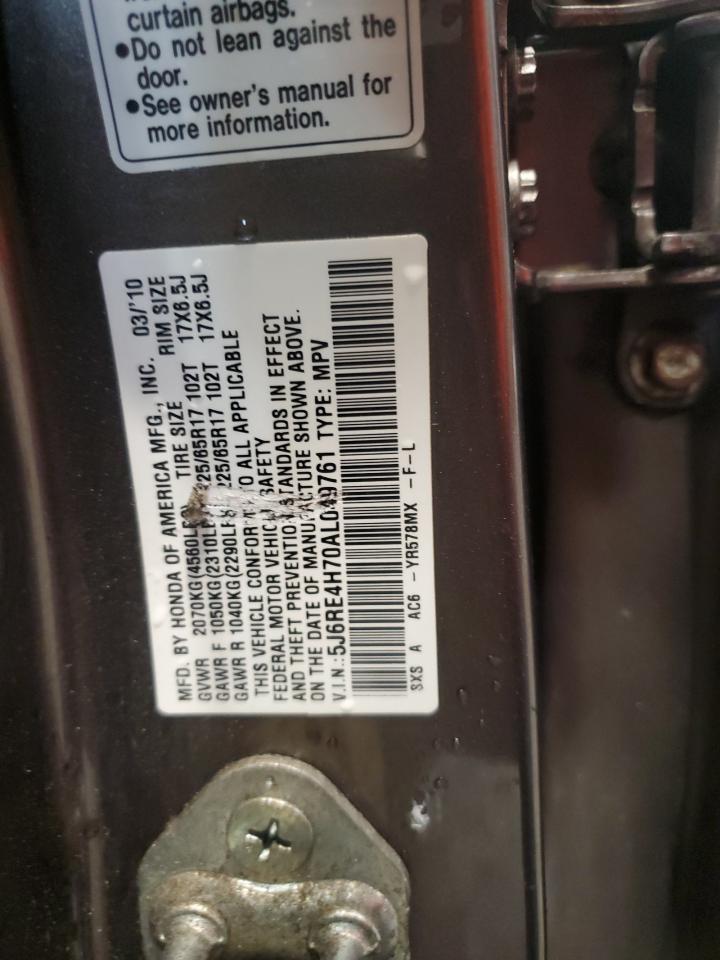 curtain airbags.
•Do not lean against the
door.
•See owner's manual for
more information.
MFD. BY HONDA OF AMERICA MFG., INC. 03/'10
GVWR 2070KG(4560LBS) TIRE SIZE RIM SIZE
GAWR F 1050KG(2310LBS) 225/65R17 102T 17X6.5J
GAWR R 1040KG(2290LBS) 225/65R17 102T 17X6.5J
THIS VEHICLE CONFORMS TO ALL APPLICABLE
FEDERAL MOTOR VEHICLE SAFETY
AND THEFT PREVENTION STANDARDS IN EFFECT
ON THE DATE OF MANUFACTURE SHOWN ABOVE.
V.I.N.:5J6RE4H70AL049761 TYPE: MPV
SXS A AC6 -YR578MX -F-L